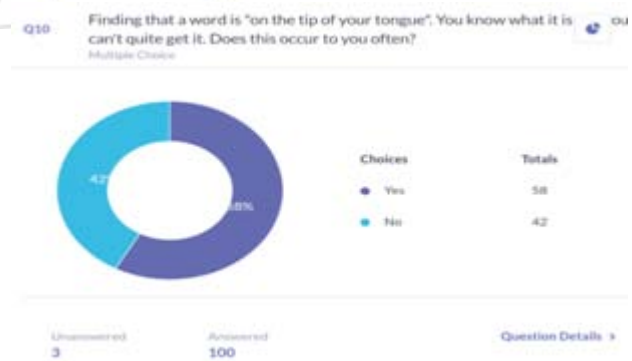 Q10
Finding that a word is "on the tip of your tongue". You know what it is ou
can't quite get it. Does this occur to you often?
Multiple Choice
42%
58%
Choices Totals
Yes 58
No 42
Unanswered Answered
3 100
Question Details >